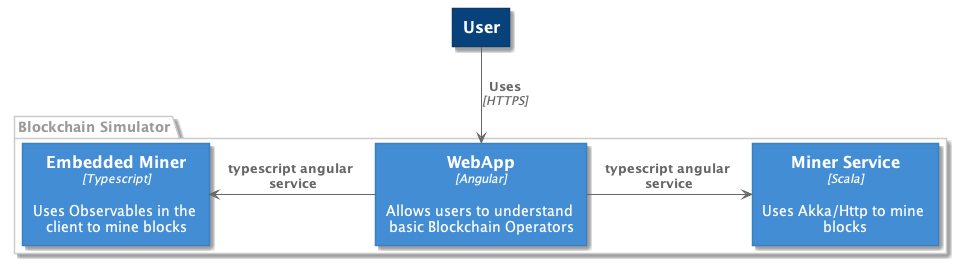 User
Uses
[HTTPS]
Blockchain Simulator
Embedded Miner
[Typescript]
Uses Observables in the
client to mine blocks
typescript angular
service
WebApp
[Angular]
Allows users to understand
basic Blockchain Operators
typescript angular
service
Miner Service
[Scala]
Uses Akka/Http to mine
blocks